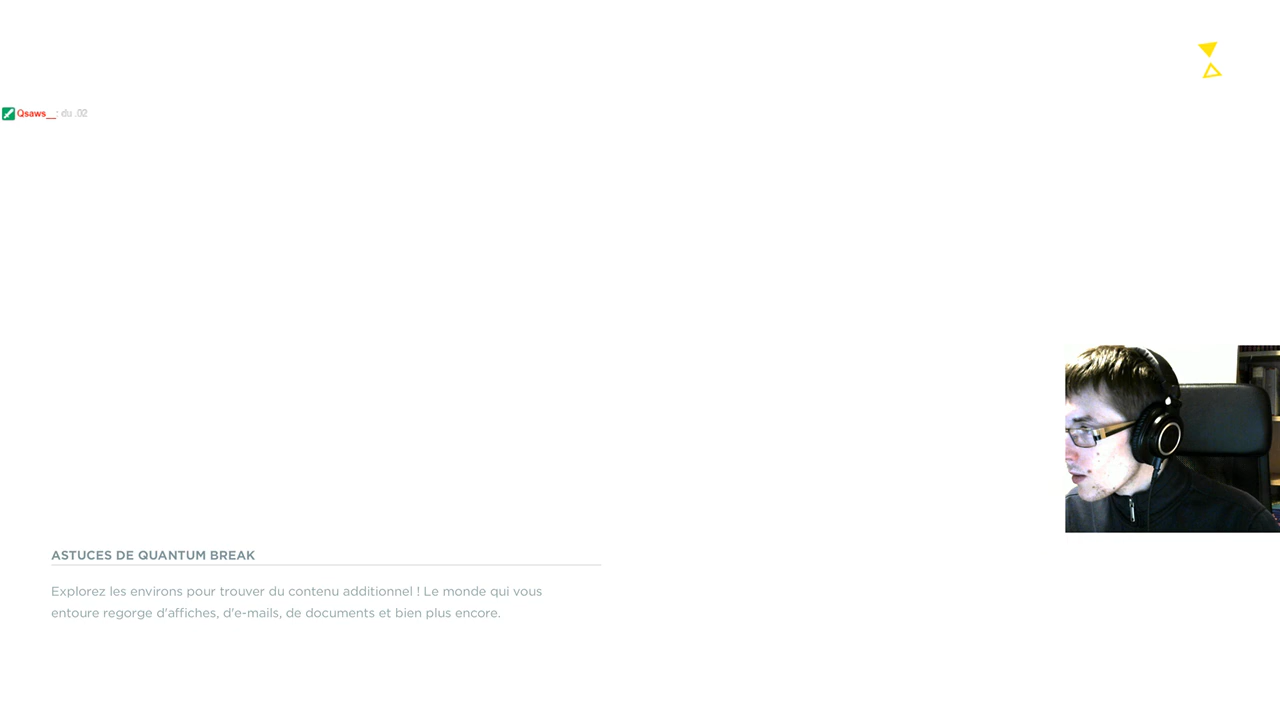 Qsaws__: du .02
ASTUCES DE QUANTUM BREAK
Explorez les environs pour trouver du contenu additionnel ! Le monde qui vous
entoure regorge d'affiches, d'e-mails, de documents et bien plus encore.